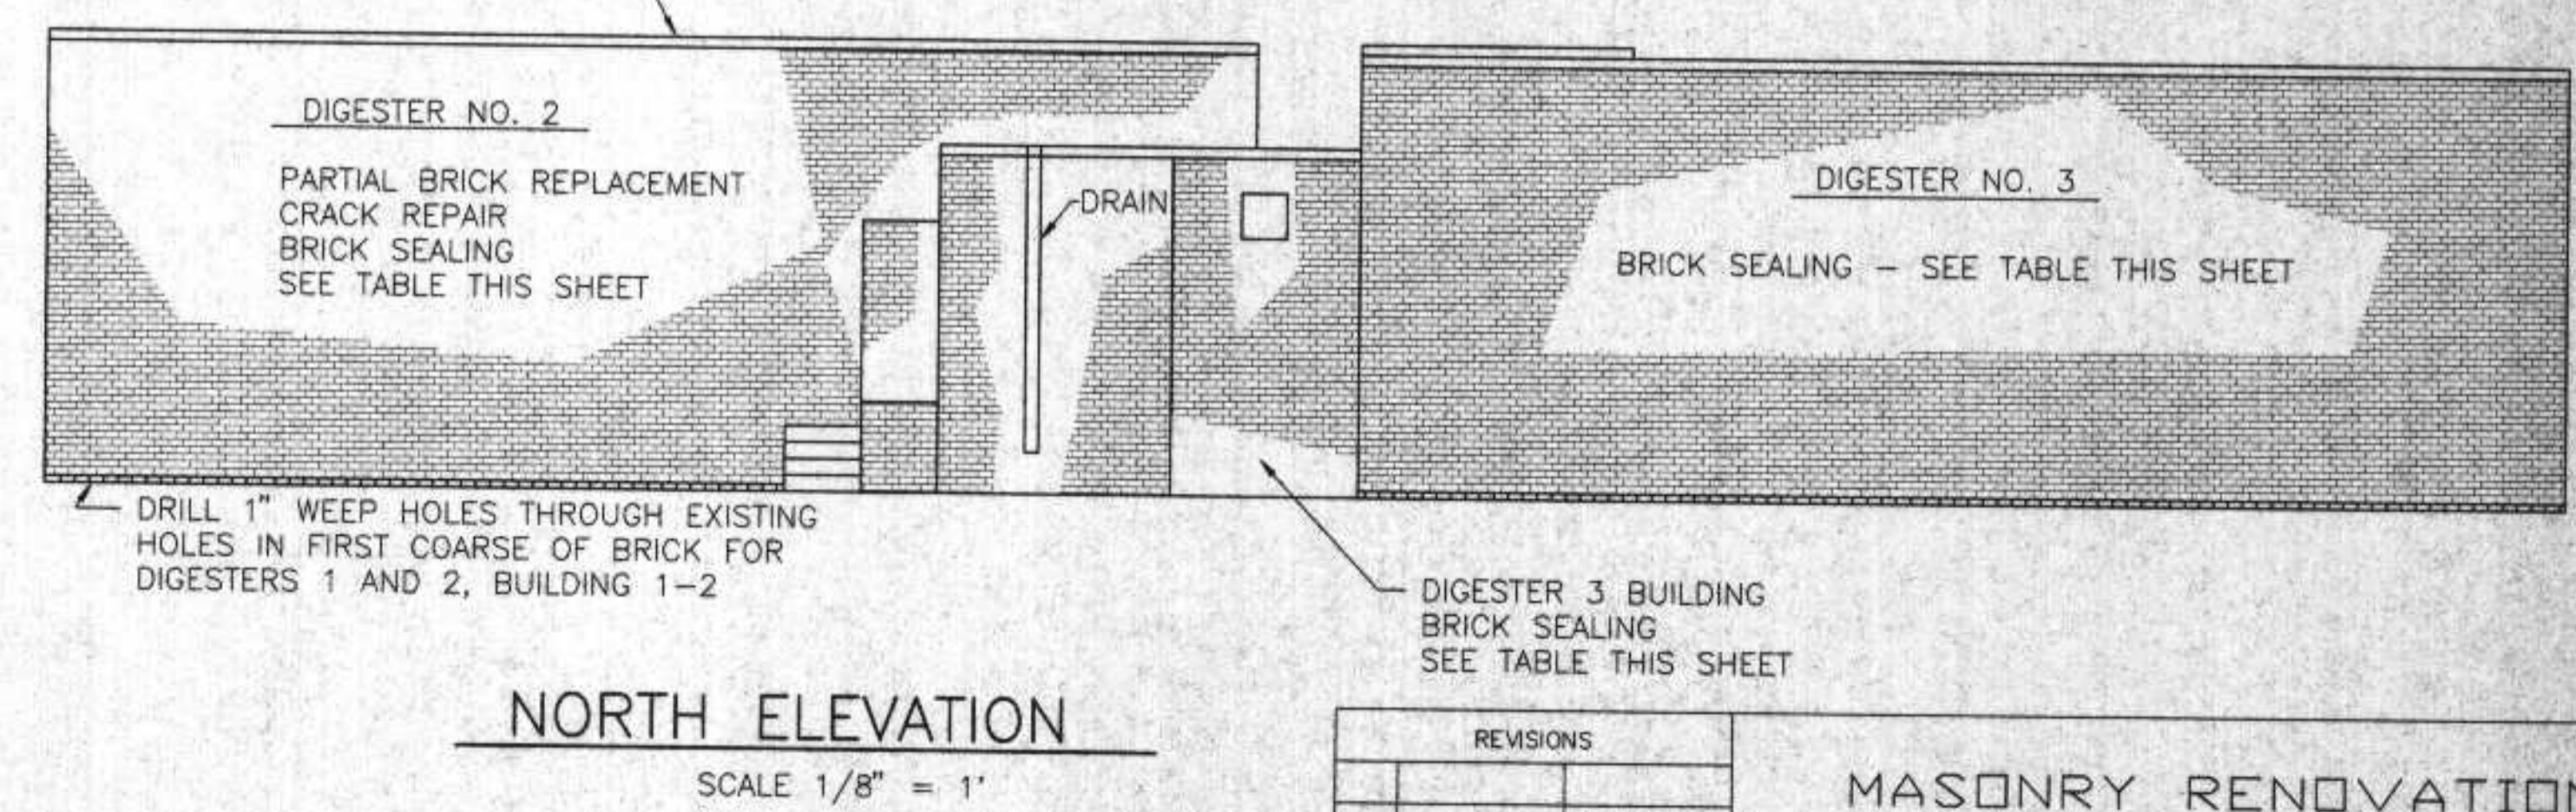 DIGESTER NO. 2
PARTIAL BRICK REPLACEMENT
CRACK REPAIR
BRICK SEALING
SEE TABLE THIS SHEET
DRAIN
DIGESTER NO. 3
BRICK SEALING – SEE TABLE THIS SHEET
DRILL 1" WEEP HOLES THROUGH EXISTING
HOLES IN FIRST COARSE OF BRICK FOR
DIGESTERS 1 AND 2, BUILDING 1–2
DIGESTER 3 BUILDING
BRICK SEALING
SEE TABLE THIS SHEET
NORTH ELEVATION
SCALE 1/8" = 1'
REVISIONS
MASONRY RENOVATIO